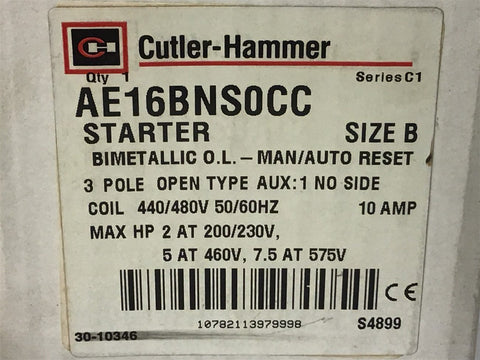 Cutler-Hammer
Qty 1 Series C1
AE16BNS0CC
STARTER SIZE B
BIMETALLIC O.L. – MAN/AUTO RESET
3 POLE OPEN TYPE AUX: 1 NO SIDE
COIL 440/480V 50/60HZ 10 AMP
MAX HP 2 AT 200/230V,
5 AT 460V, 7.5 AT 575V
CE
10782113979998 S4899
30-10346